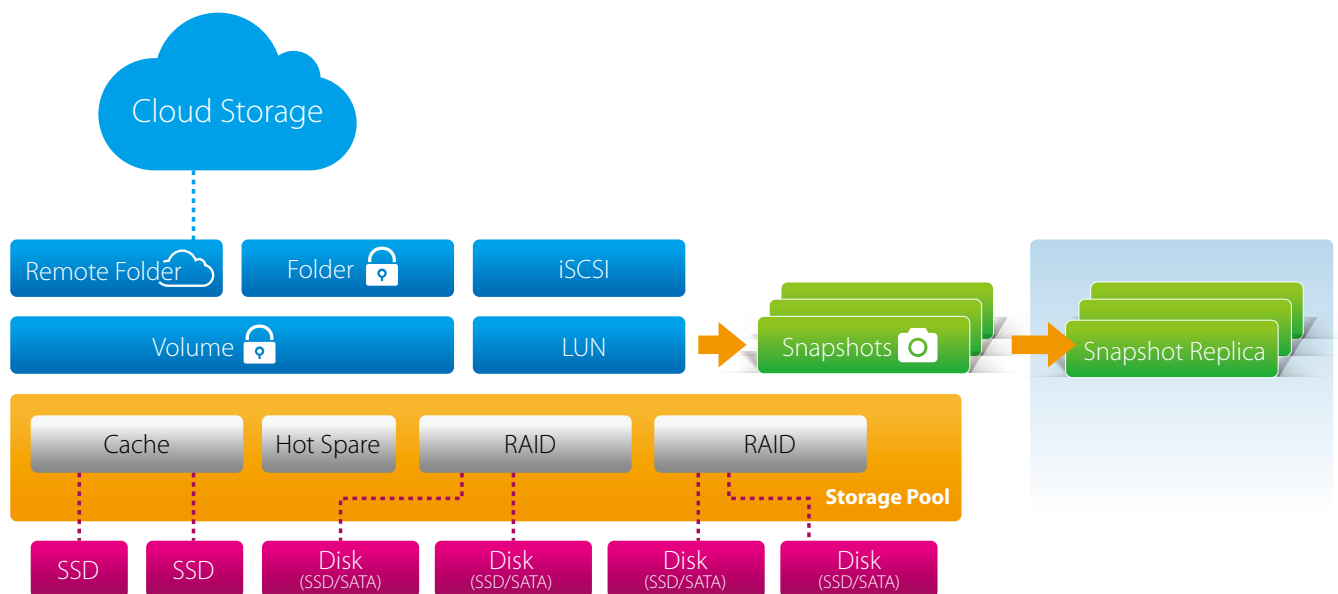 Cloud Storage
Remote Folder
Folder
iSCSI
Volume
LUN
Snapshots
Snapshot Replica
Cache
Hot Spare
RAID
RAID
Storage Pool
SSD
SSD
Disk
(SSD/SATA)
Disk
(SSD/SATA)
Disk
(SSD/SATA)
Disk
(SSD/SATA)